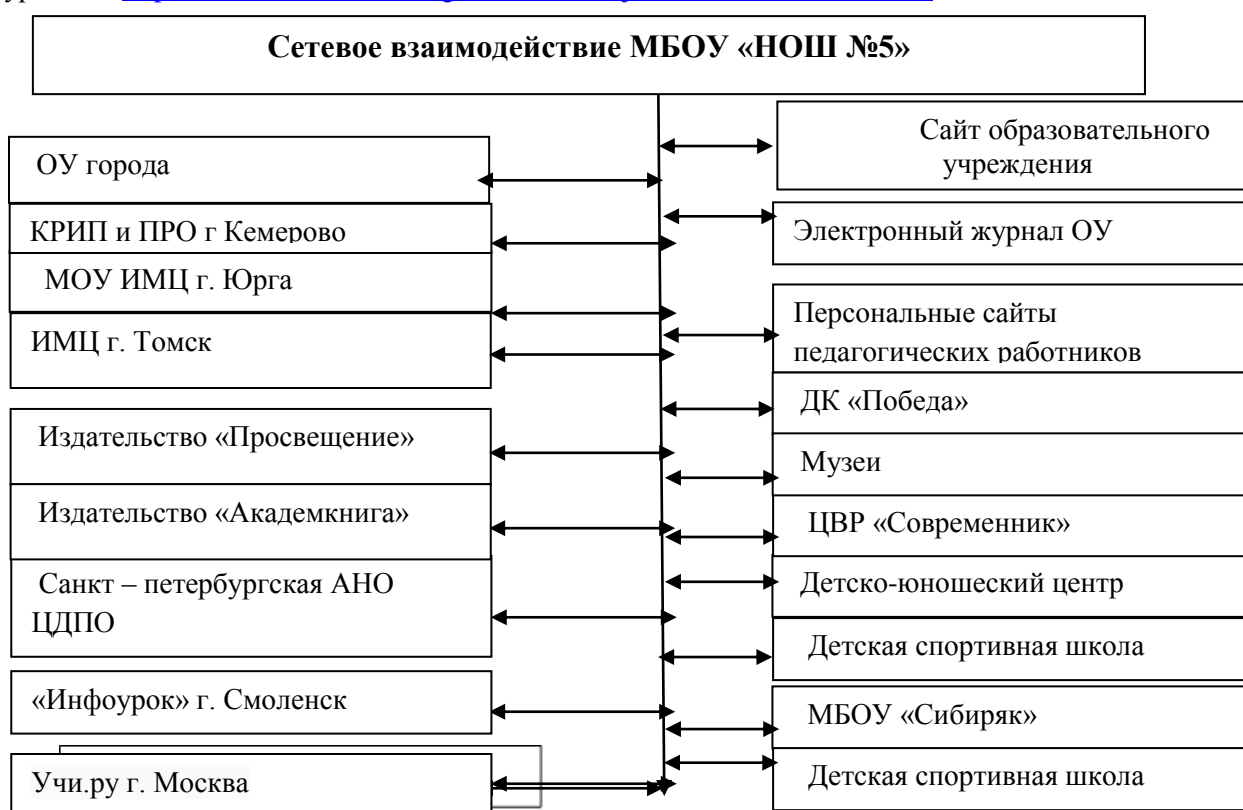 Сетевое взаимодействие МБОУ «НОШ №5»
ОУ города
КРИП и ПРО г Кемерово
МОУ ИМЦ г. Юрга
ИМЦ г. Томск
Издательство «Просвещение»
Издательство «Академкнига»
Санкт – петербургская АНО
ЦДПО
«Инфоурок» г. Смоленск
Учи.ру г. Москва
Сайт образовательного
учреждения
Электронный журнал ОУ
Персональные сайты
педагогических работников
ДК «Победа»
Музеи
ЦВР «Современник»
Детско-юношеский центр
Детская спортивная школа
МБОУ «Сибиряк»
Детская спортивная школа